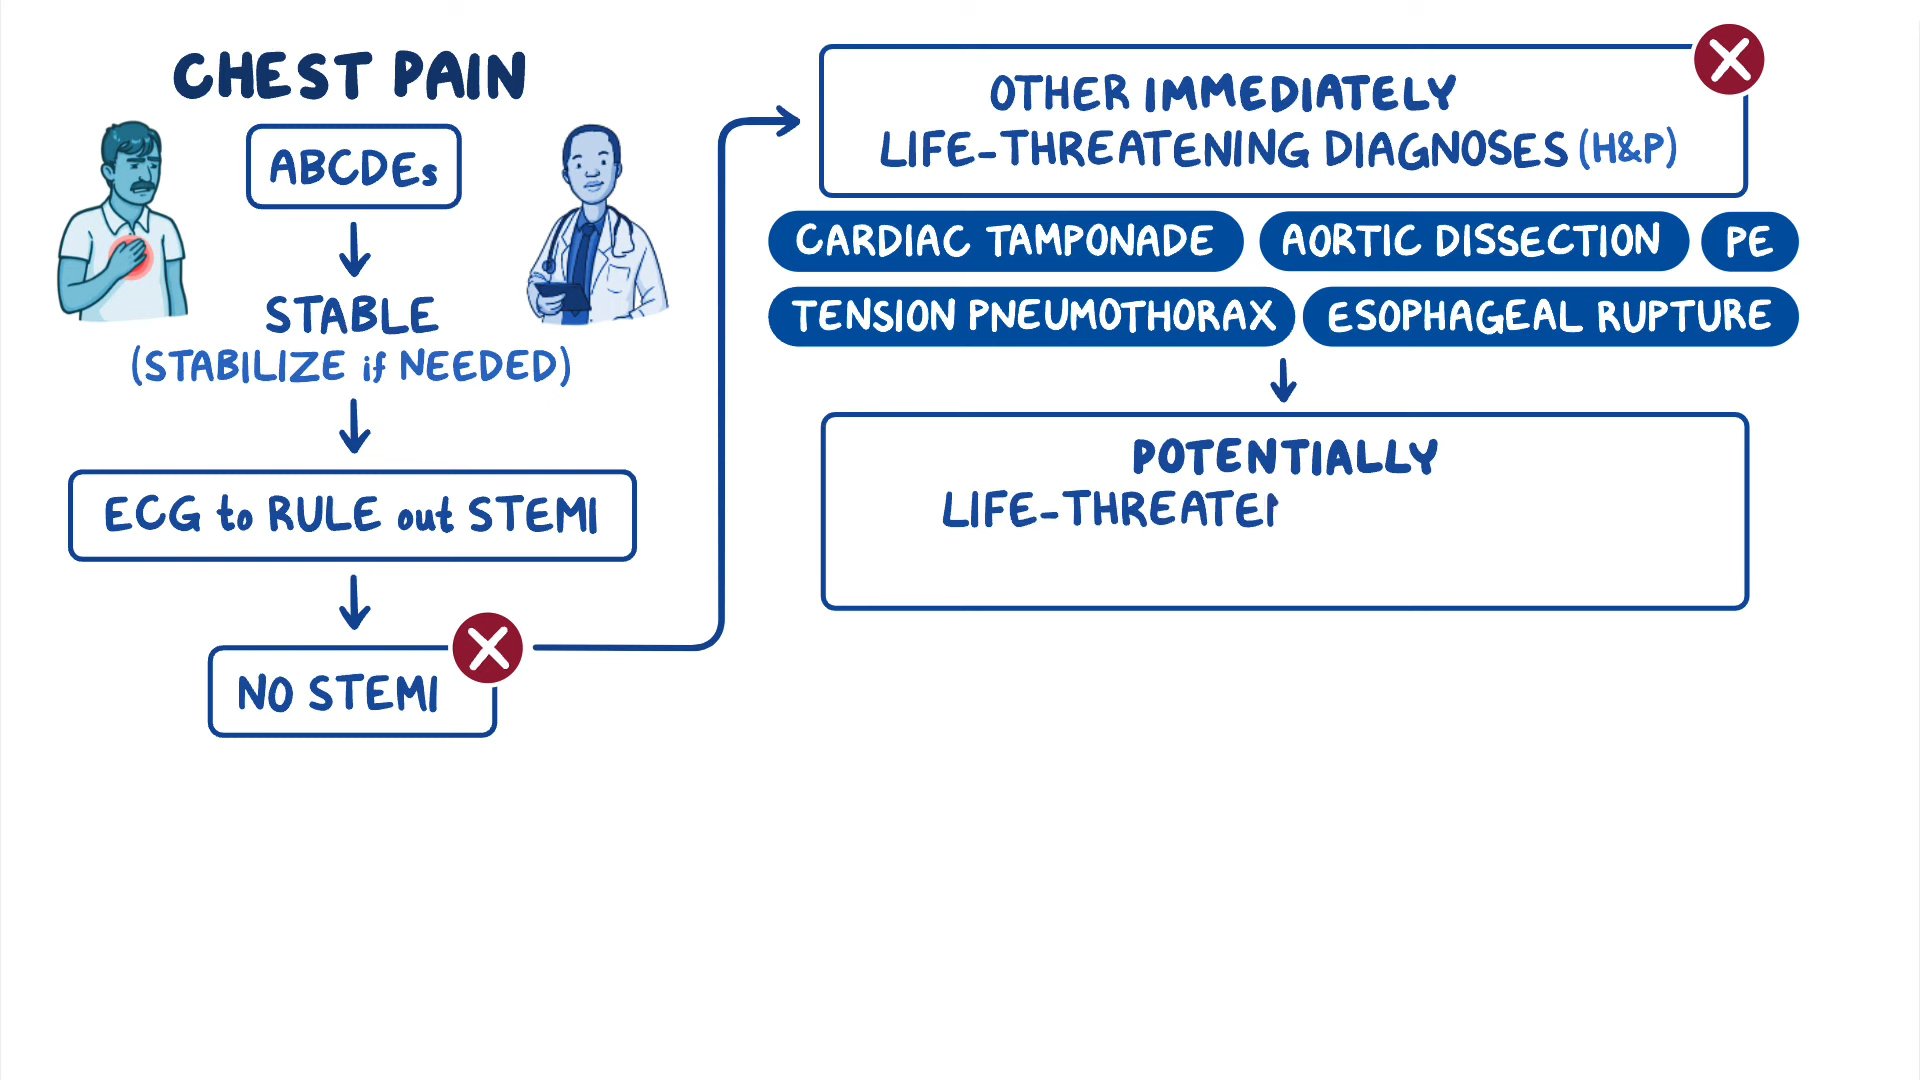 CHEST PAIN
ABCDEs
STABLE
(STABILIZE if NEEDED)
ECG to RULE out STEMI
NO STEMI
OTHER IMMEDIATELY
LIFE-THREATENING DIAGNOSES (H&P)
CARDIAC TAMPONADE
AORTIC DISSECTION
PE
TENSION PNEUMOTHORAX
ESOPHAGEAL RUPTURE
POTENTIALLY